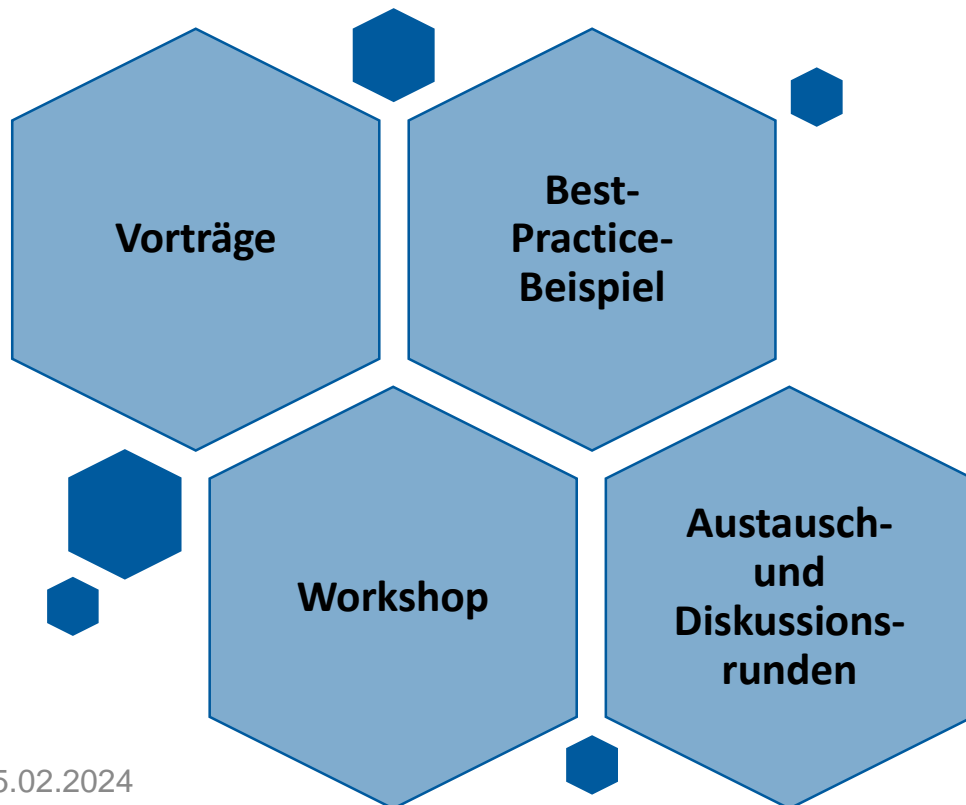 Vorträge
Best-
Practice-
Beispiel
Workshop
Austausch-
und
Diskussions-
runden
5.02.2024